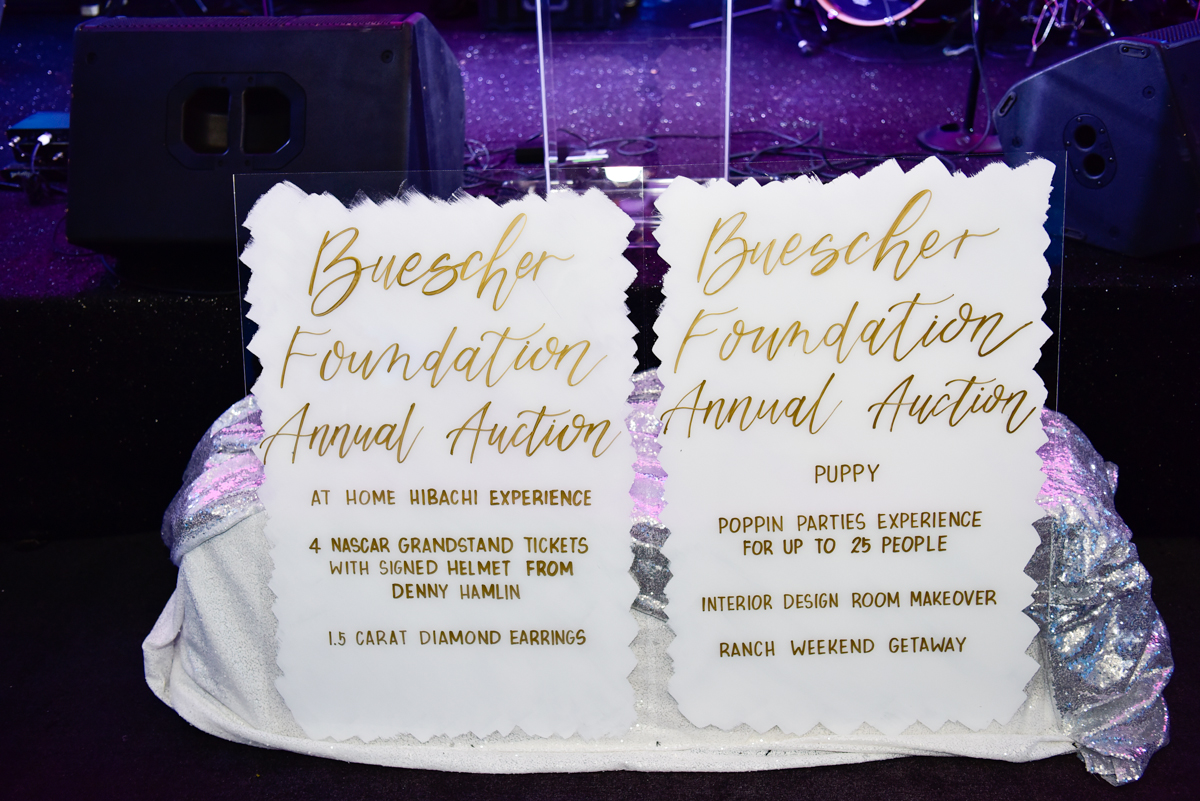 Buescher
Foundation
Annual Auction
AT HOME HIBACHI EXPERIENCE
4 NASCAR GRANDSTAND TICKETS
WITH SIGNED HELMET FROM
DENNY HAMLIN
1.5 CARAT DIAMOND EARRINGS
Buescher
Foundation
Annual Auction
PUPPY
POPPIN PARTIES EXPERIENCE
FOR UP TO 25 PEOPLE
INTERIOR DESIGN ROOM MAKEOVER
RANCH WEEKEND GETAWAY